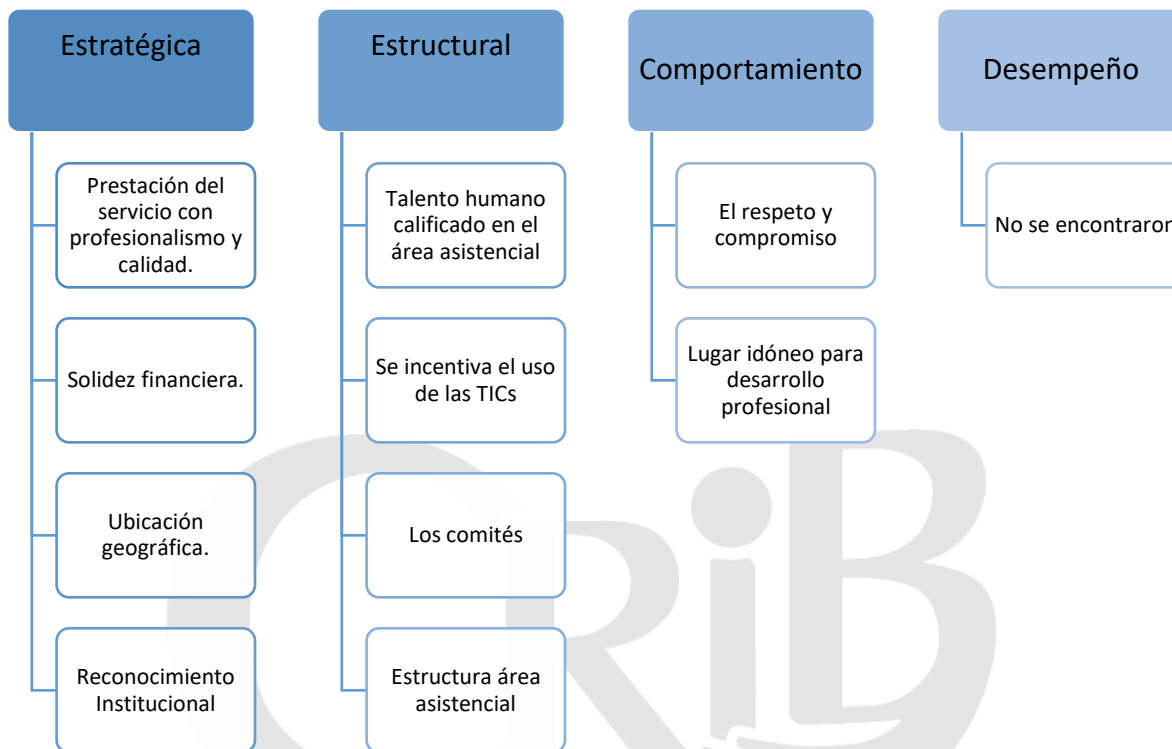 Estratégica
Prestación del
servicio con
profesionalismo y
calidad.
Solidez financiera.
Ubicación
geográfica.
Reconocimiento
Institucional
Estructural
Talento humano
calificado en el
área asistencial
Se incentiva el uso
de las TICs
Los comités
Estructura área
asistencial
Comportamiento
El respeto y
compromiso
Lugar idóneo para
desarrollo
profesional
Desempeño
No se encontraron
CRiB